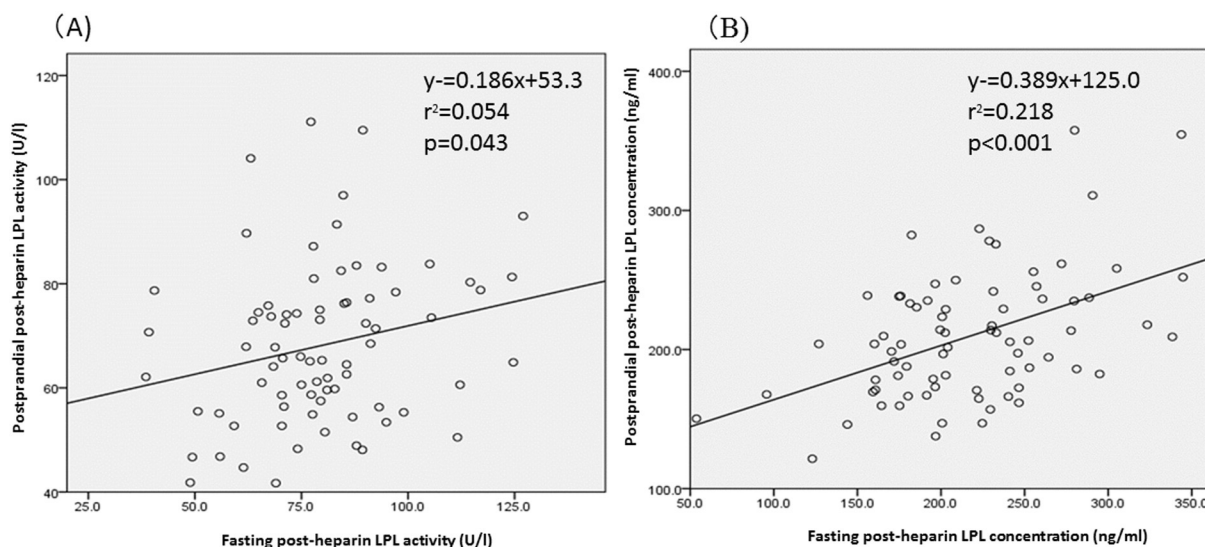 (A)
y-=0.186x+53.3
r²=0.054
p=0.043
120
100
80
60
40
25.0 50.0 75.0 100.0 125.0
Postprandial post-heparin LPL activity (U/l)
Fasting post-heparin LPL activity (U/l)
(B)
y-=0.389x+125.0
r²=0.218
p<0.001
400.0
300.0
200.0
100.0
50.0 100.0 150.0 200.0 250.0 300.0 350.0
Postprandial post-heparin LPL concentration (ng/ml)
Fasting post-heparin LPL concentration (ng/ml)